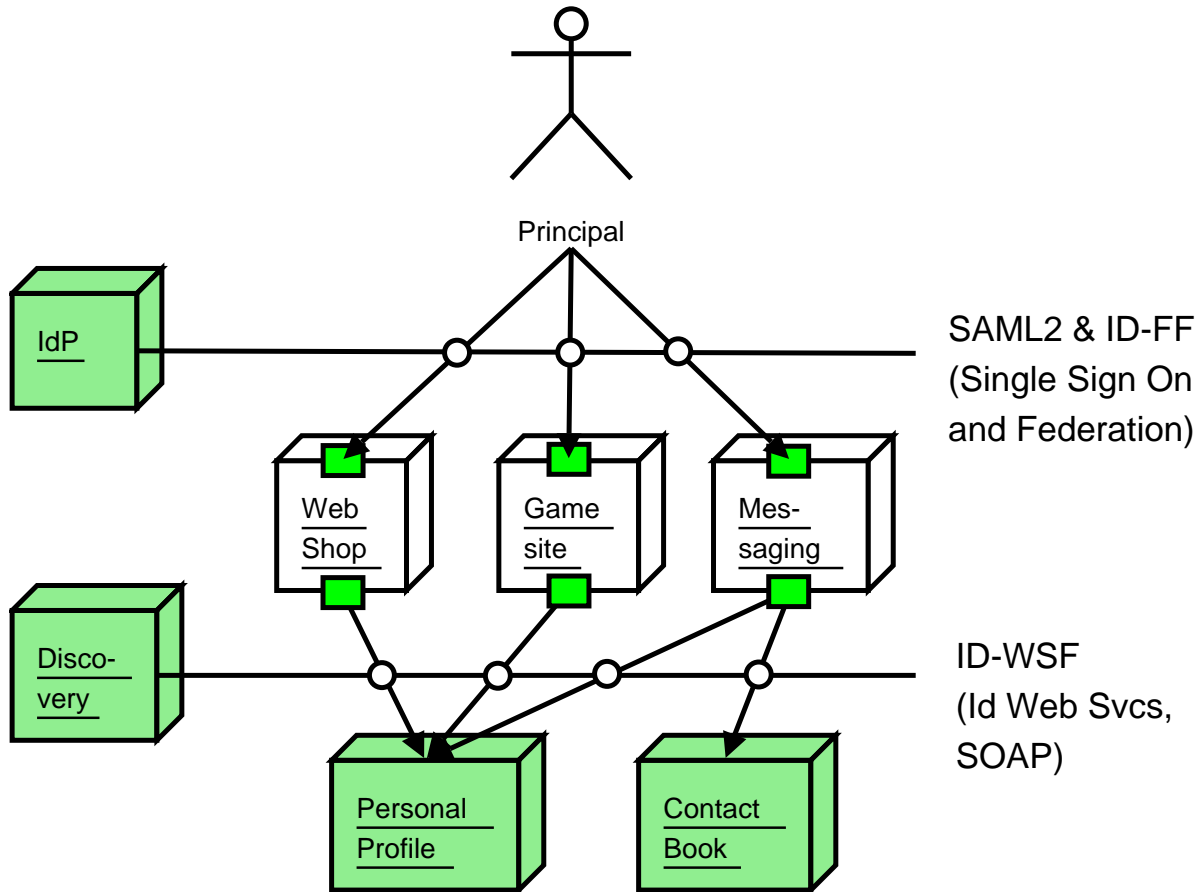 Principal
IdP
SAML2 & ID-FF
(Single Sign On
and Federation)
Web
Shop
Game
site
Mes-
saging
Disco-
very
ID-WSF
(Id Web Svcs,
SOAP)
Personal
Profile
Contact
Book